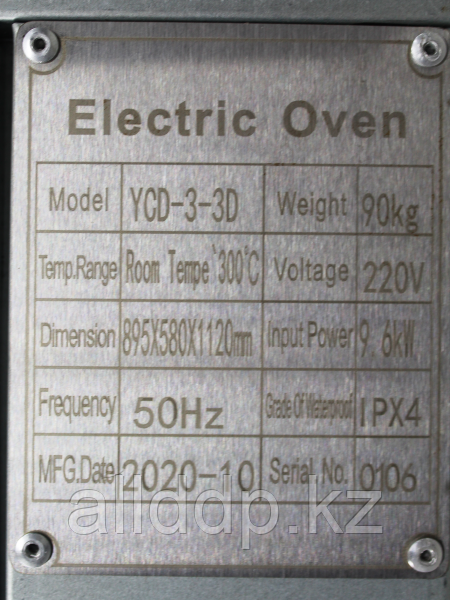 Electric Oven
Model YCD-3-3D Weight 90kg
Temp.Range Room Tempe~300℃ Voltage 220V
Dimension 895X580X1120mm Input Power 9.6kW
Frequency 50Hz Grade Of Waterproof IPX4
MFG.Date 2020-10 Serial No. 0106
aliddp.kz